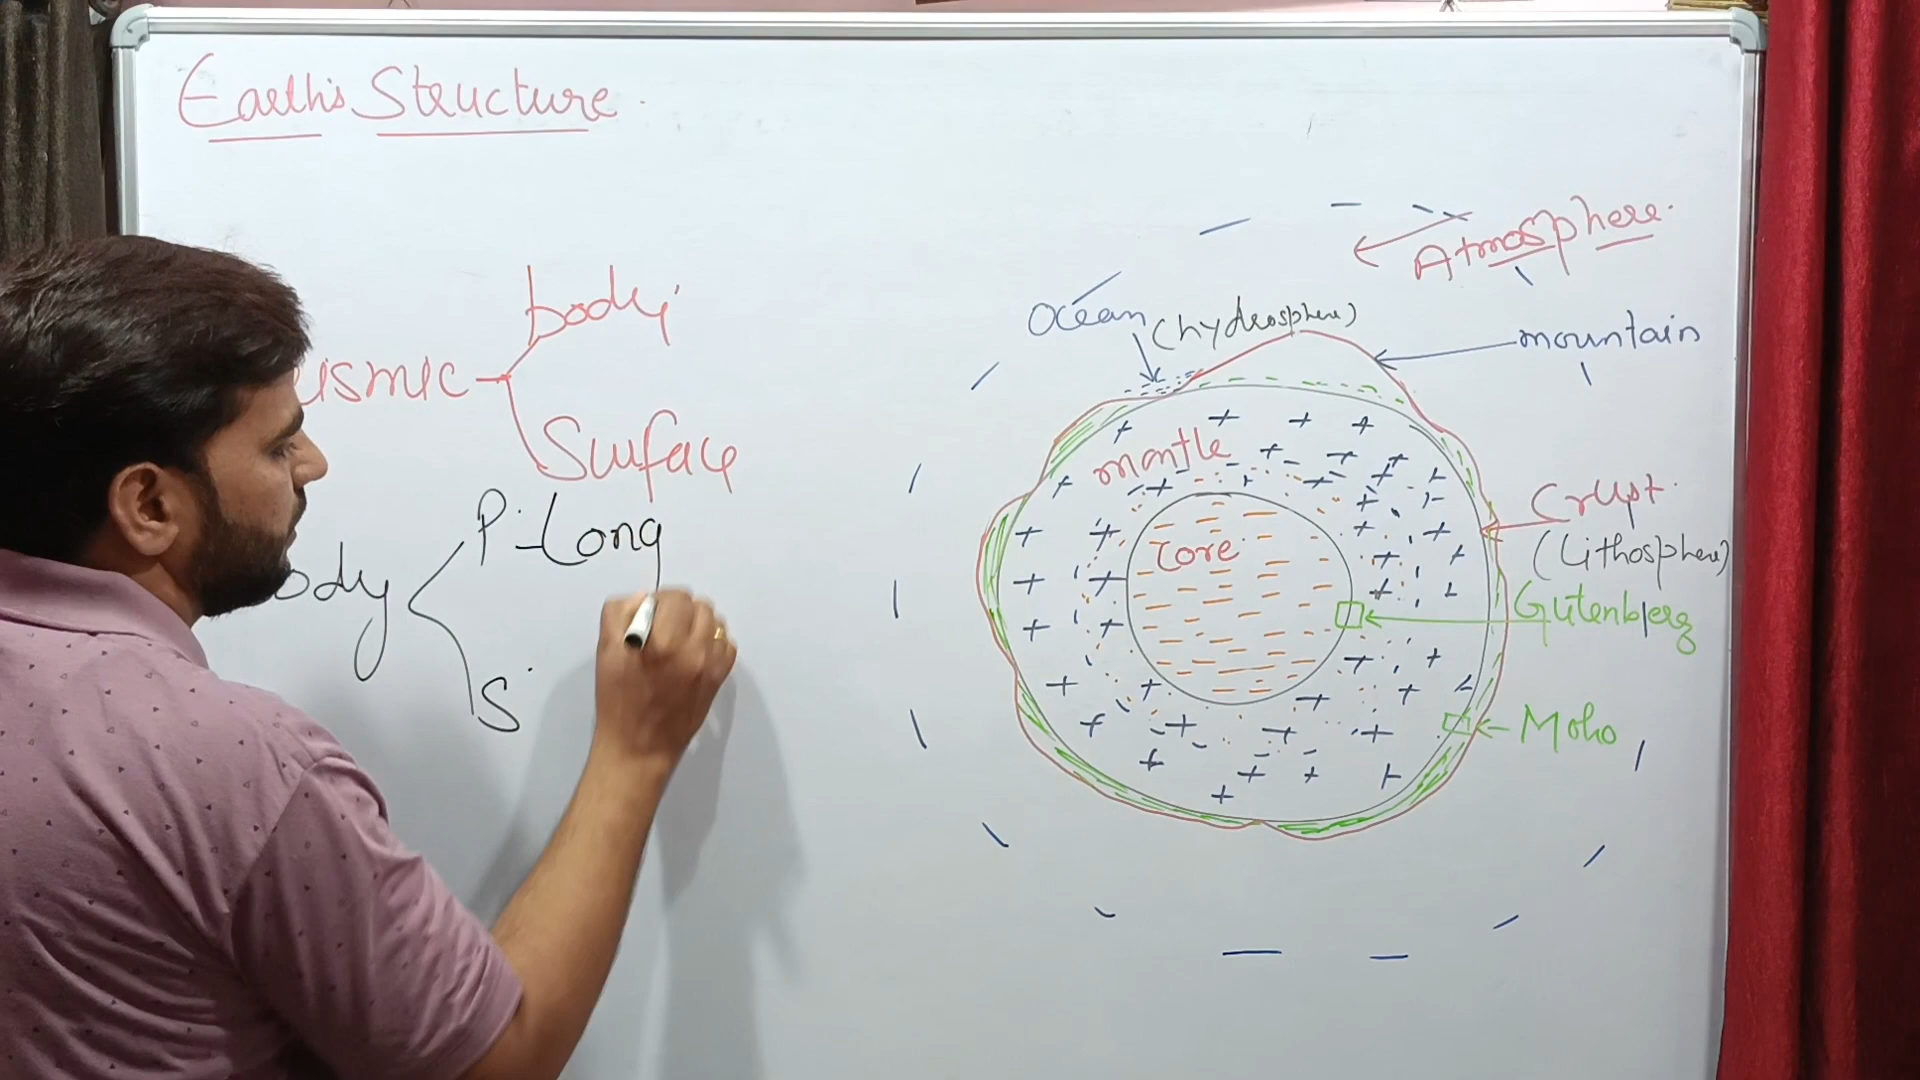 Earth's Structure
body
ismic
Surface
P-Long
ody
S
Atmosphere
Ocean (hydrosphere)
mountain
mantle
Crust
(Lithosphere)
Core
Gutenberg
Moho